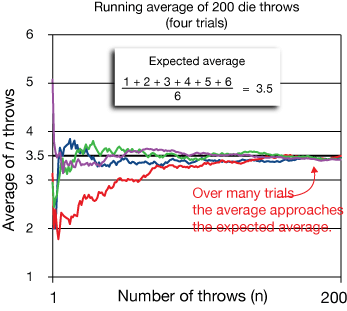 Running average of 200 die throws
(four trials)
6
5
4
3.5
3
2
1
Average of n throws
Expected average
1 + 2 + 3 + 4 + 5 + 6
6
= 3.5
Over many trials
the average approaches
the expected average.
1
Number of throws (n)
200